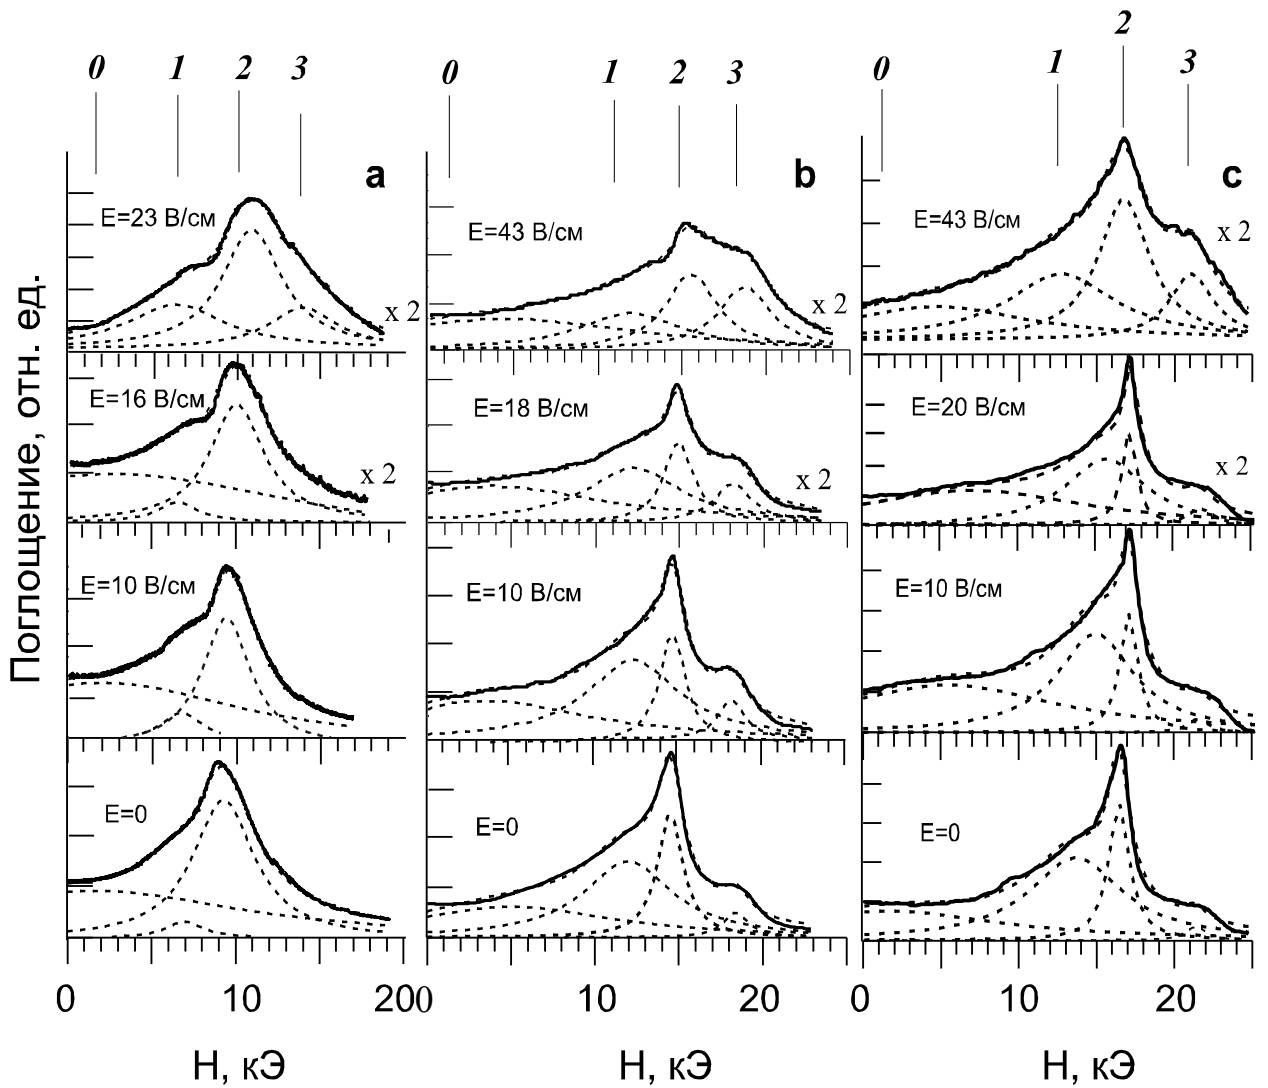 0 1 2 3
0 1 2 3
0 1 2 3
a
b
c
E=23 В/см
x 2
E=43 В/см
x 2
E=43 В/см
x 2
E=16 В/см
x 2
E=18 В/см
x 2
E=20 В/см
x 2
E=10 В/см
E=10 В/см
E=10 В/см
E=0
E=0
E=0
Поглощение, отн. ед.
0 10 20
0 10 20
0 10 20
H, кЭ
H, кЭ
H, кЭ